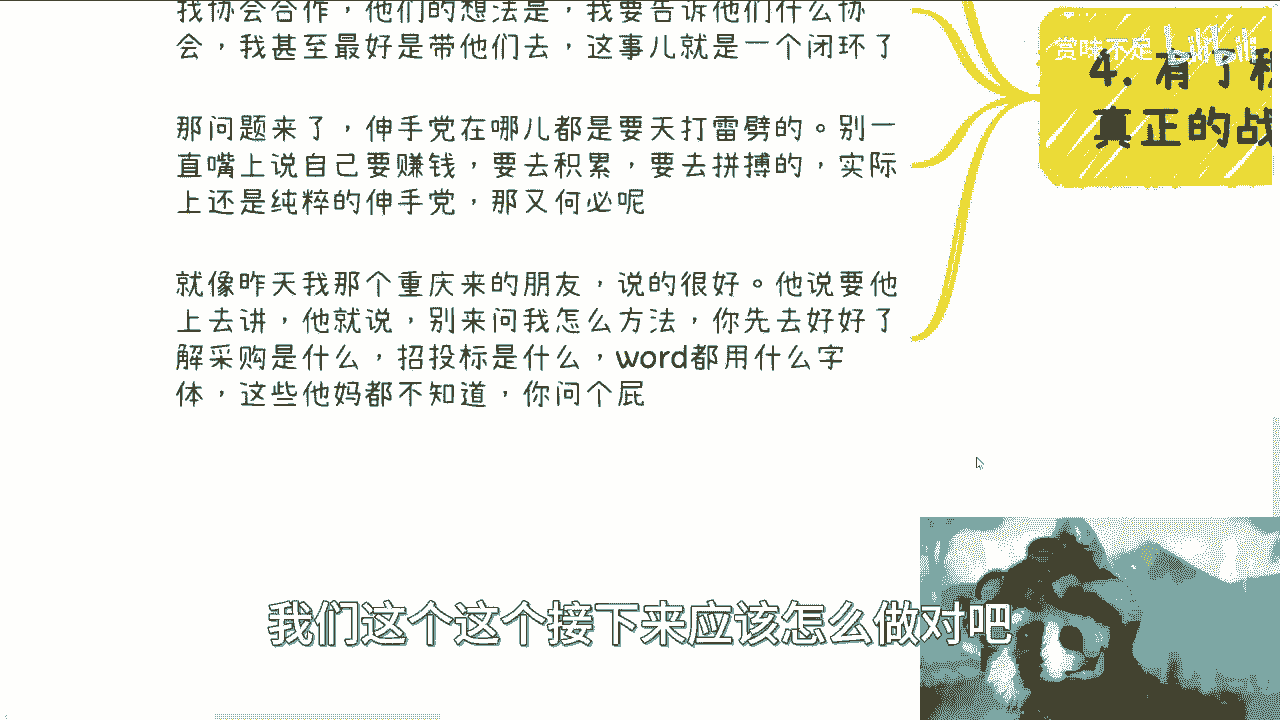 找协会合作，他们的想法是，我要告诉他们什么协
会，我甚至最好是带他们去，这事儿就是一个闭环了
那问题来了，伸手党在哪儿都是要天打雷劈的。别一
直嘴上说自己要赚钱，要去积累，要去拼搏的，实际
上还是纯粹的伸手党，那又何必呢
就像昨天我那个重庆来的朋友，说的很好。他说要他
上去讲，他就说，别来问我怎么方法，你先去好好了
解采购是什么，招投标是什么，word都用什么字
体，这些他妈都不知道，你问个屁
赏味不足
4. 有了
真正的战
我们这个这个接下来应该怎么做对吧